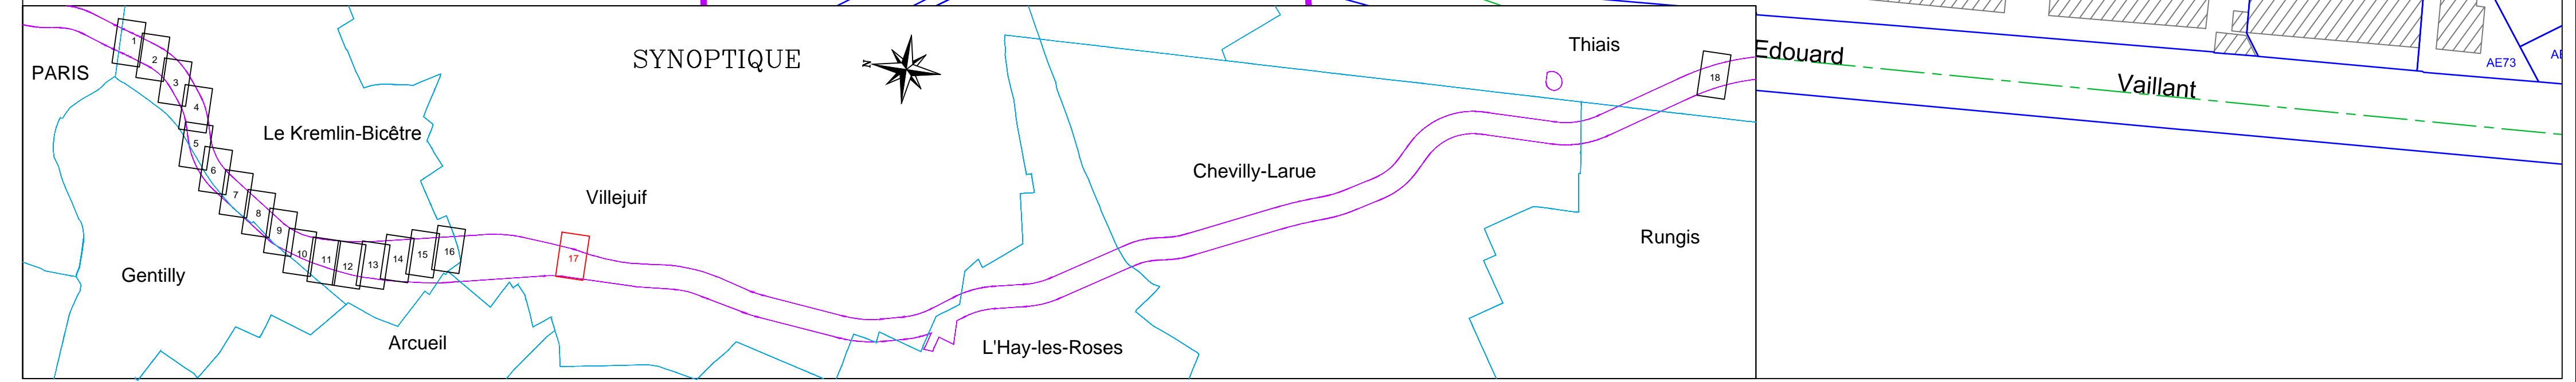 SYNOPTIQUE
N
PARIS
Le Kremlin-Bicêtre
Villejuif
Gentilly
Arcueil
L'Hay-les-Roses
Chevilly-Larue
Thiais
Rungis
1
2
3
4
5
6
7
8
9
10
11
12
13
14
15
16
17
18
Edouard
Vaillant
AE73